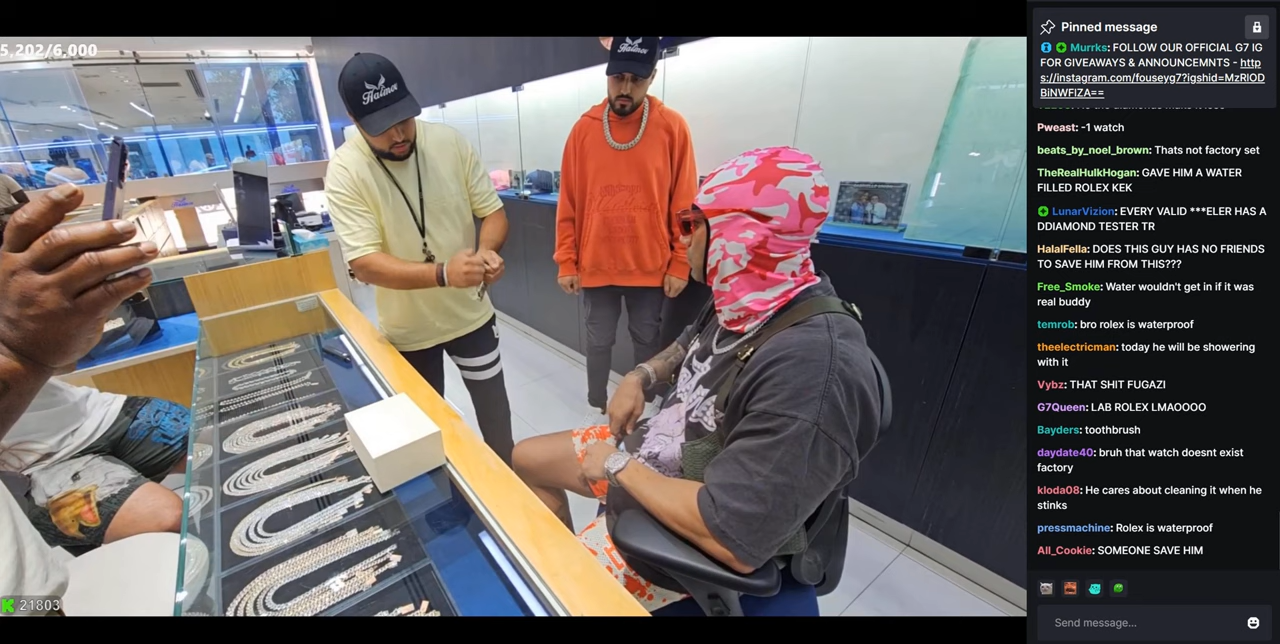 5,202/6,000
Halmov
Halmov
21803
Pinned message
Murrks: FOLLOW OUR OFFICIAL G7 IG
FOR GIVEAWAYS & ANNOUNCEMNTS - http
s://instagram.com/fouseyg7?igshid=MzRlOD
BiNWFlZA==
Pweast: -1 watch
beats_by_noel_brown: Thats not factory set
TheRealHulkHogan: GAVE HIM A WATER
FILLED ROLEX KEK
LunarVizion: EVERY VALID ***ELER HAS A
DDIAMOND TESTER TR
HalalFella: DOES THIS GUY HAS NO FRIENDS
TO SAVE HIM FROM THIS???
Free_Smoke: Water wouldn't get in if it was
real buddy
temrob: bro rolex is waterproof
theelectricman: today he will be showering
with it
Vybz: THAT SHIT FUGAZI
G7Queen: LAB ROLEX LMAOOOO
Bayders: toothbrush
daydate40: bruh that watch doesnt exist
factory
kloda08: He cares about cleaning it when he
stinks
pressmachine: Rolex is waterproof
All_Cookie: SOMEONE SAVE HIM
Send message...